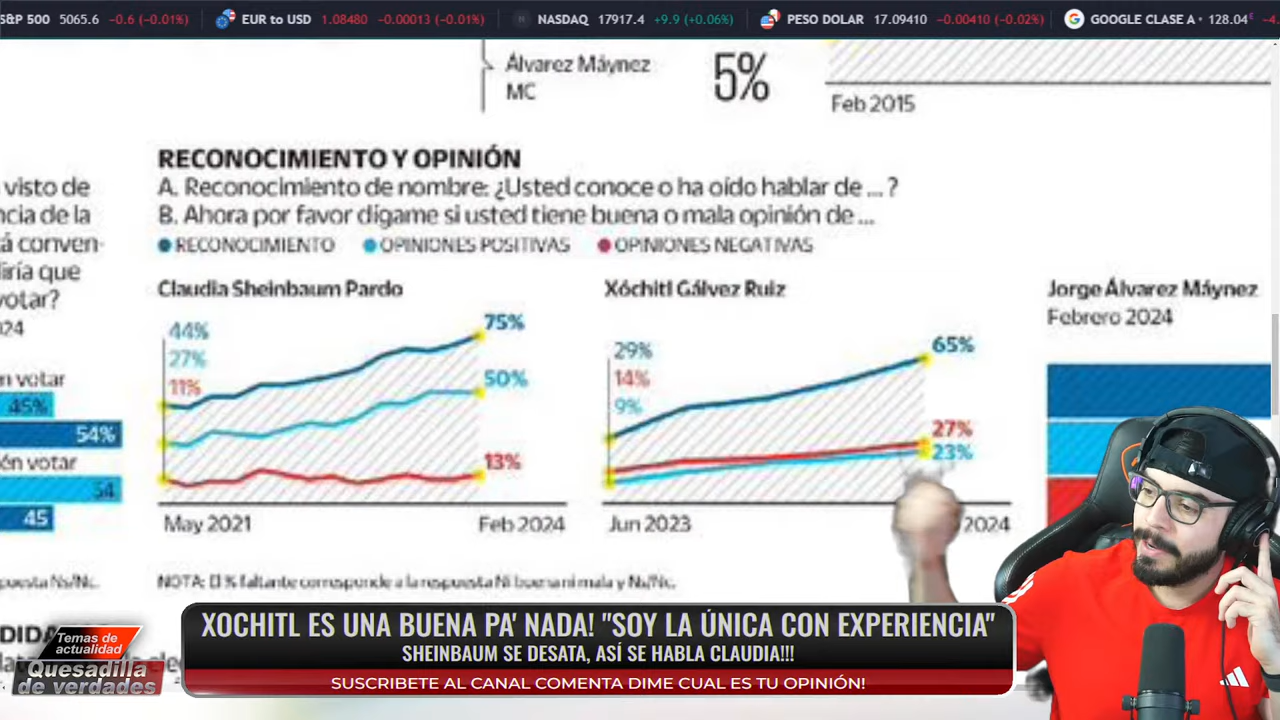 S&P 500 5065.6 -0.6 (-0.01%) EUR to USD 1.08480 -0.00013 (-0.01%) NASDAQ 17917.4 +9.9 (+0.06%) PESO DOLAR 17.09410 -0.00410 (-0.02%) GOOGLE CLASE A • 128.04 E -4.
Álvarez Máynez
MC
5%
Feb 2015
RECONOCIMIENTO Y OPINIÓN
A. Reconocimiento de nombre: ¿Usted conoce o ha oído hablar de ... ?
B. Ahora por favor dígame si usted tiene buena o mala opinión de ...
RECONOCIMIENTO OPINIONES POSITIVAS OPINIONES NEGATIVAS
visto de
ncia de la
á conven-
diría que
votar?
024
n votar
45%
54%
én votar
54
45
Claudia Sheinbaum Pardo
44%
27%
11%
75%
50%
13%
May 2021
Feb 2024
Xóchitl Gálvez Ruiz
29%
14%
9%
65%
27%
23%
Jun 2023
2024
Jorge Álvarez Máynez
Febrero 2024
puesta Ns/Nc.
NOTA: El % faltante corresponde a la respuesta Ni buena ni mala y Ns/Nc.
DIDA
Temas de
actualidad
Quesadilla
de verdades
XOCHITL ES UNA BUENA PA' NADA! "SOY LA ÚNICA CON EXPERIENCIA"
SHEINBAUM SE DESATA, ASÍ SE HABLA CLAUDIA!!!
SUSCRIBETE AL CANAL COMENTA DIME CUAL ES TU OPINIÓN!